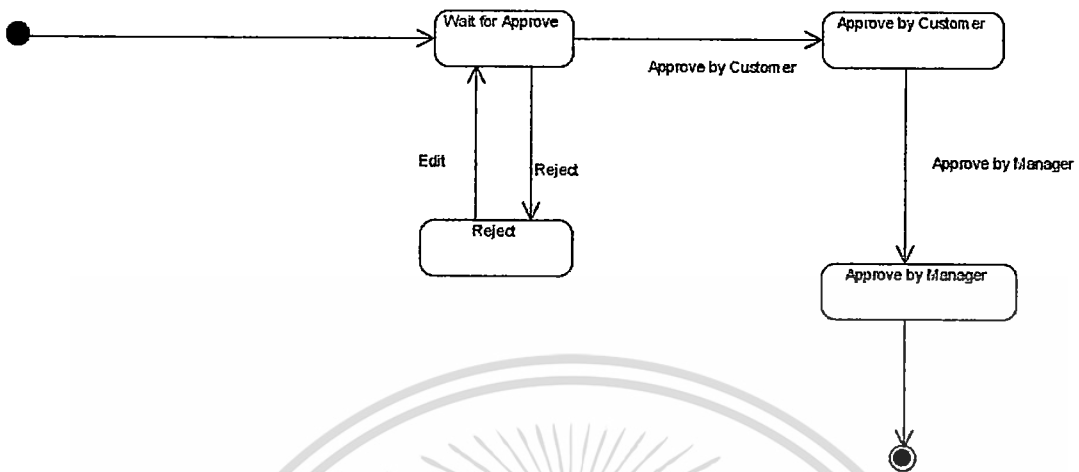 Wait for Approve
Approve by Customer
Approve by Customer
Edit
Reject
Approve by Manager
Reject
Approve by Manager